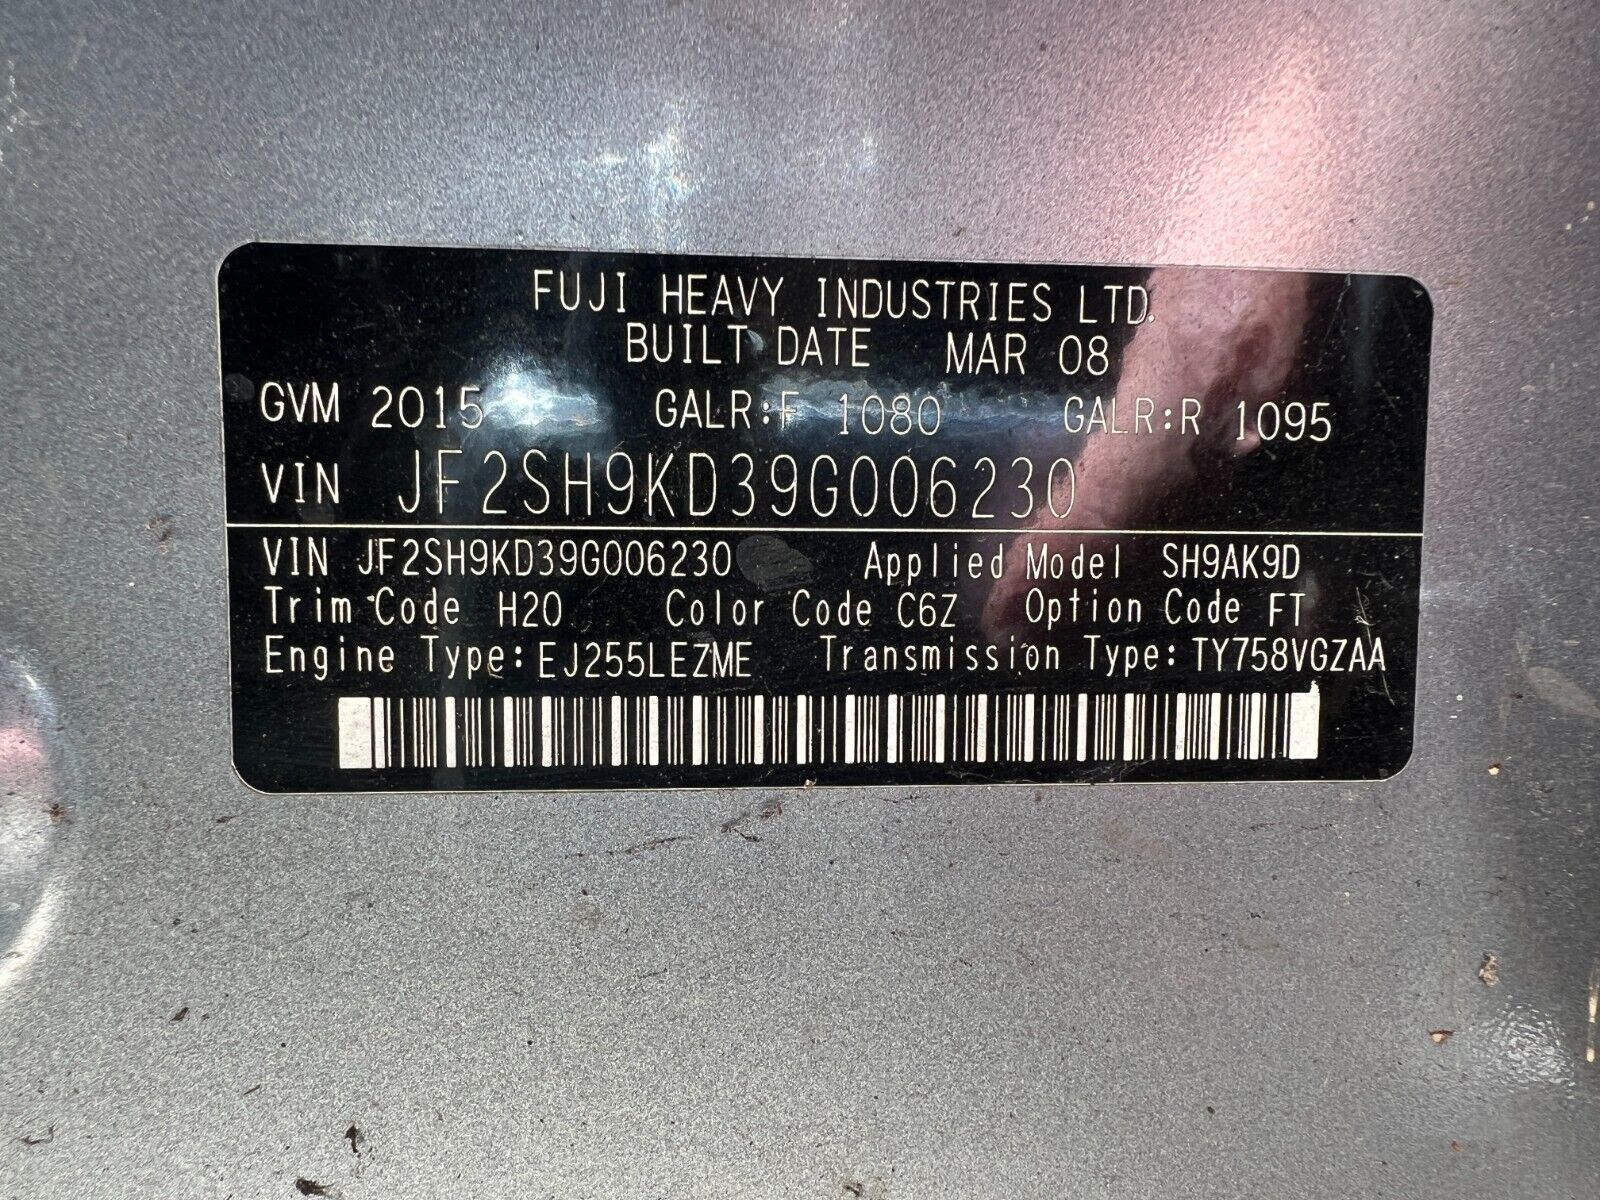 FUJI HEAVY INDUSTRIES LTD.
BUILT DATE MAR 08
GVM 2015 GALR:F 1080 GALR:R 1095
VIN JF2SH9KD39G006230
VIN JF2SH9KD39G006230 Applied Model SH9AK9D
Trim Code H20 Color Code C6Z Option Code FT
Engine Type: EJ255LEZME Transmission Type: TY758VGZAA